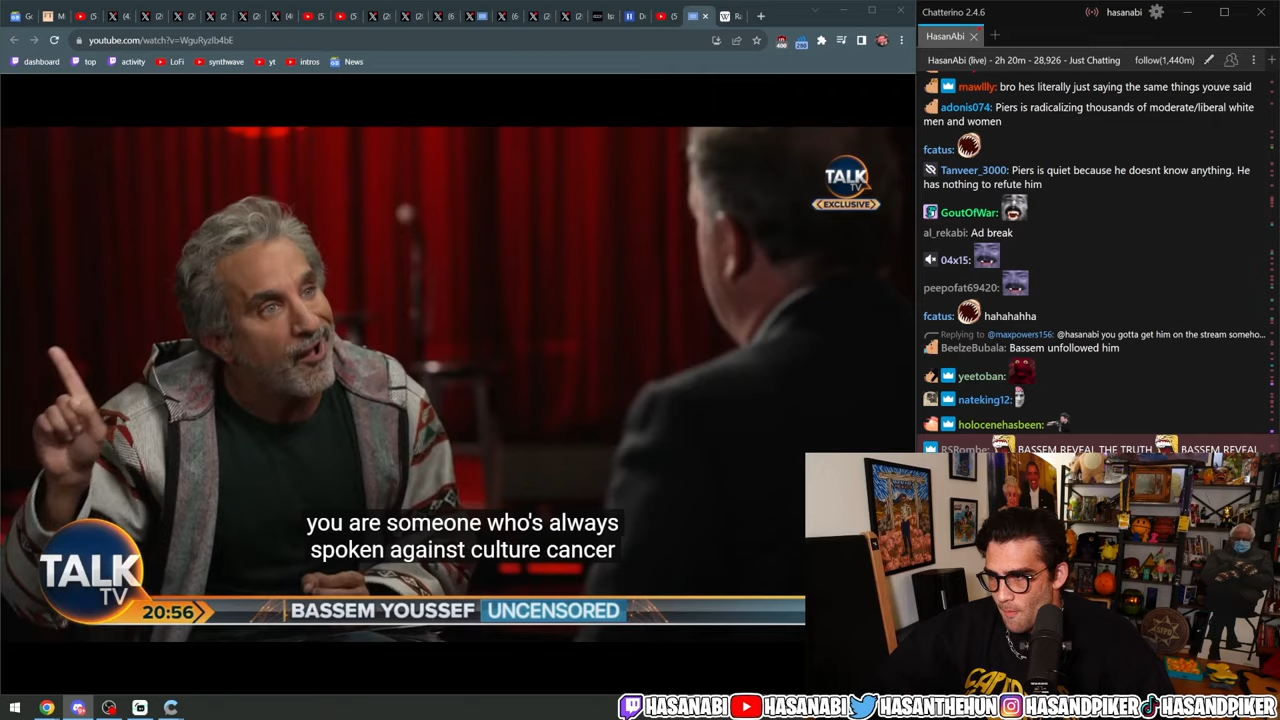 Chatterino 2.4.6
hasanabi
youtube.com/watch?v=WguRyzIb4bE
HasanAbi
dashboard
top
activity
LoFi
synthwave
yt
intros
News
HasanAbi (live) - 2h 20m - 28,926 - Just Chatting
follow(1,440m)
mawllly: bro hes literally just saying the same things youve said
adonis074: Piers is radicalizing thousands of moderate/liberal white
men and women
fcatus:
Tanveer_3000: Piers is quiet because he doesnt know anything. He
has nothing to refute him
GoutOfWar:
al_rekabi: Ad break
04x15:
peepofat69420:
fcatus: hahahahha
Replying to @maxpowers156: @hasanabi you gotta get him on the stream someho...
BeelzeBubala: Bassem unfollowed him
yeetoban:
nateking12:
holocenehasbeen:
RSRombe: BASSEM REVEAL THE TRUTH BASSEM REVEAL
TALK
TV
EXCLUSIVE
you are someone who's always
spoken against culture cancer
TALK
TV
20:56
BASSEM YOUSSEF UNCENSORED
HASANABI HASANABI HASANTHEHUN HASANDPIKER HASANDPIKER